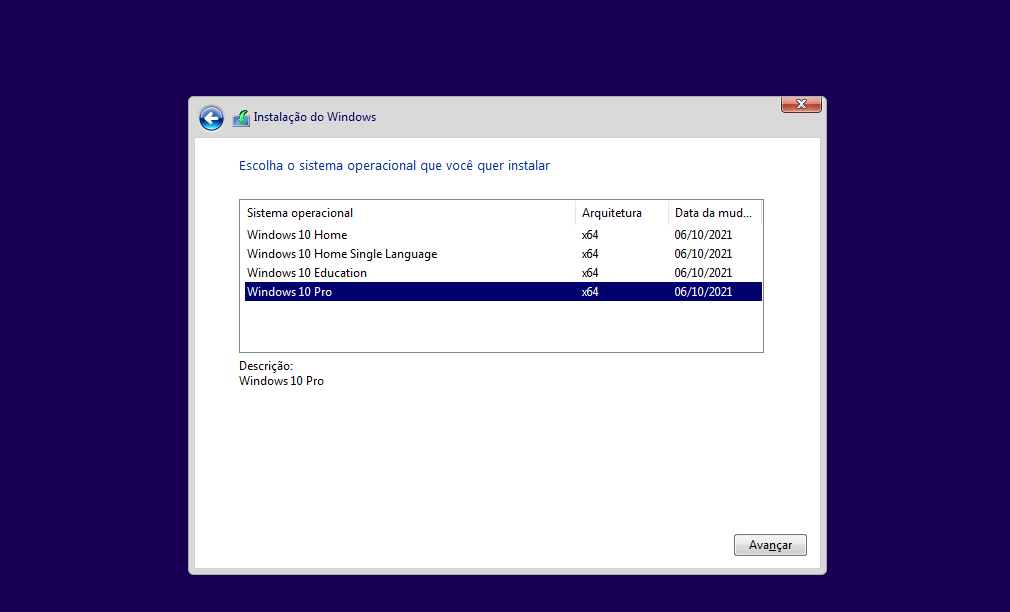 Instalação do Windows
Escolha o sistema operacional que você quer instalar
Sistema operacional Arquitetura Data da mud...
Windows 10 Home x64 06/10/2021
Windows 10 Home Single Language x64 06/10/2021
Windows 10 Education x64 06/10/2021
Windows 10 Pro x64 06/10/2021
Descrição:
Windows 10 Pro
Avançar